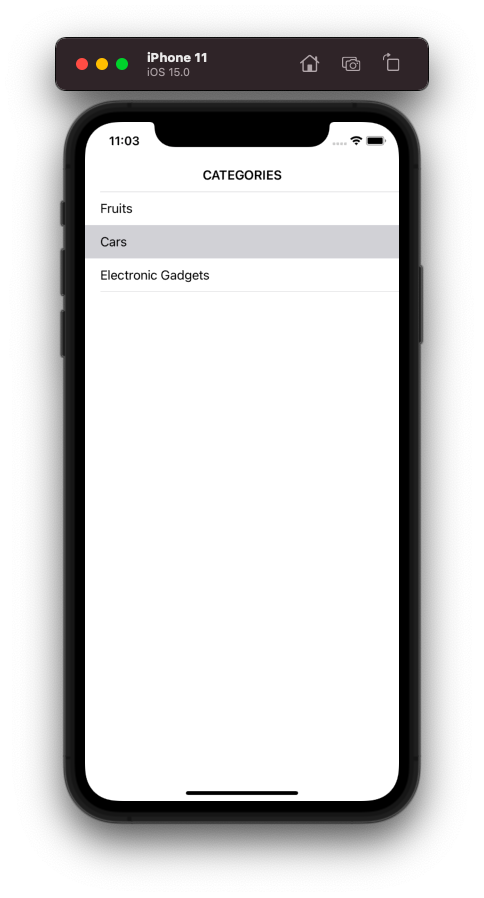 iPhone 11
iOS 15.0
11:03
CATEGORIES
Fruits
Cars
Electronic Gadgets